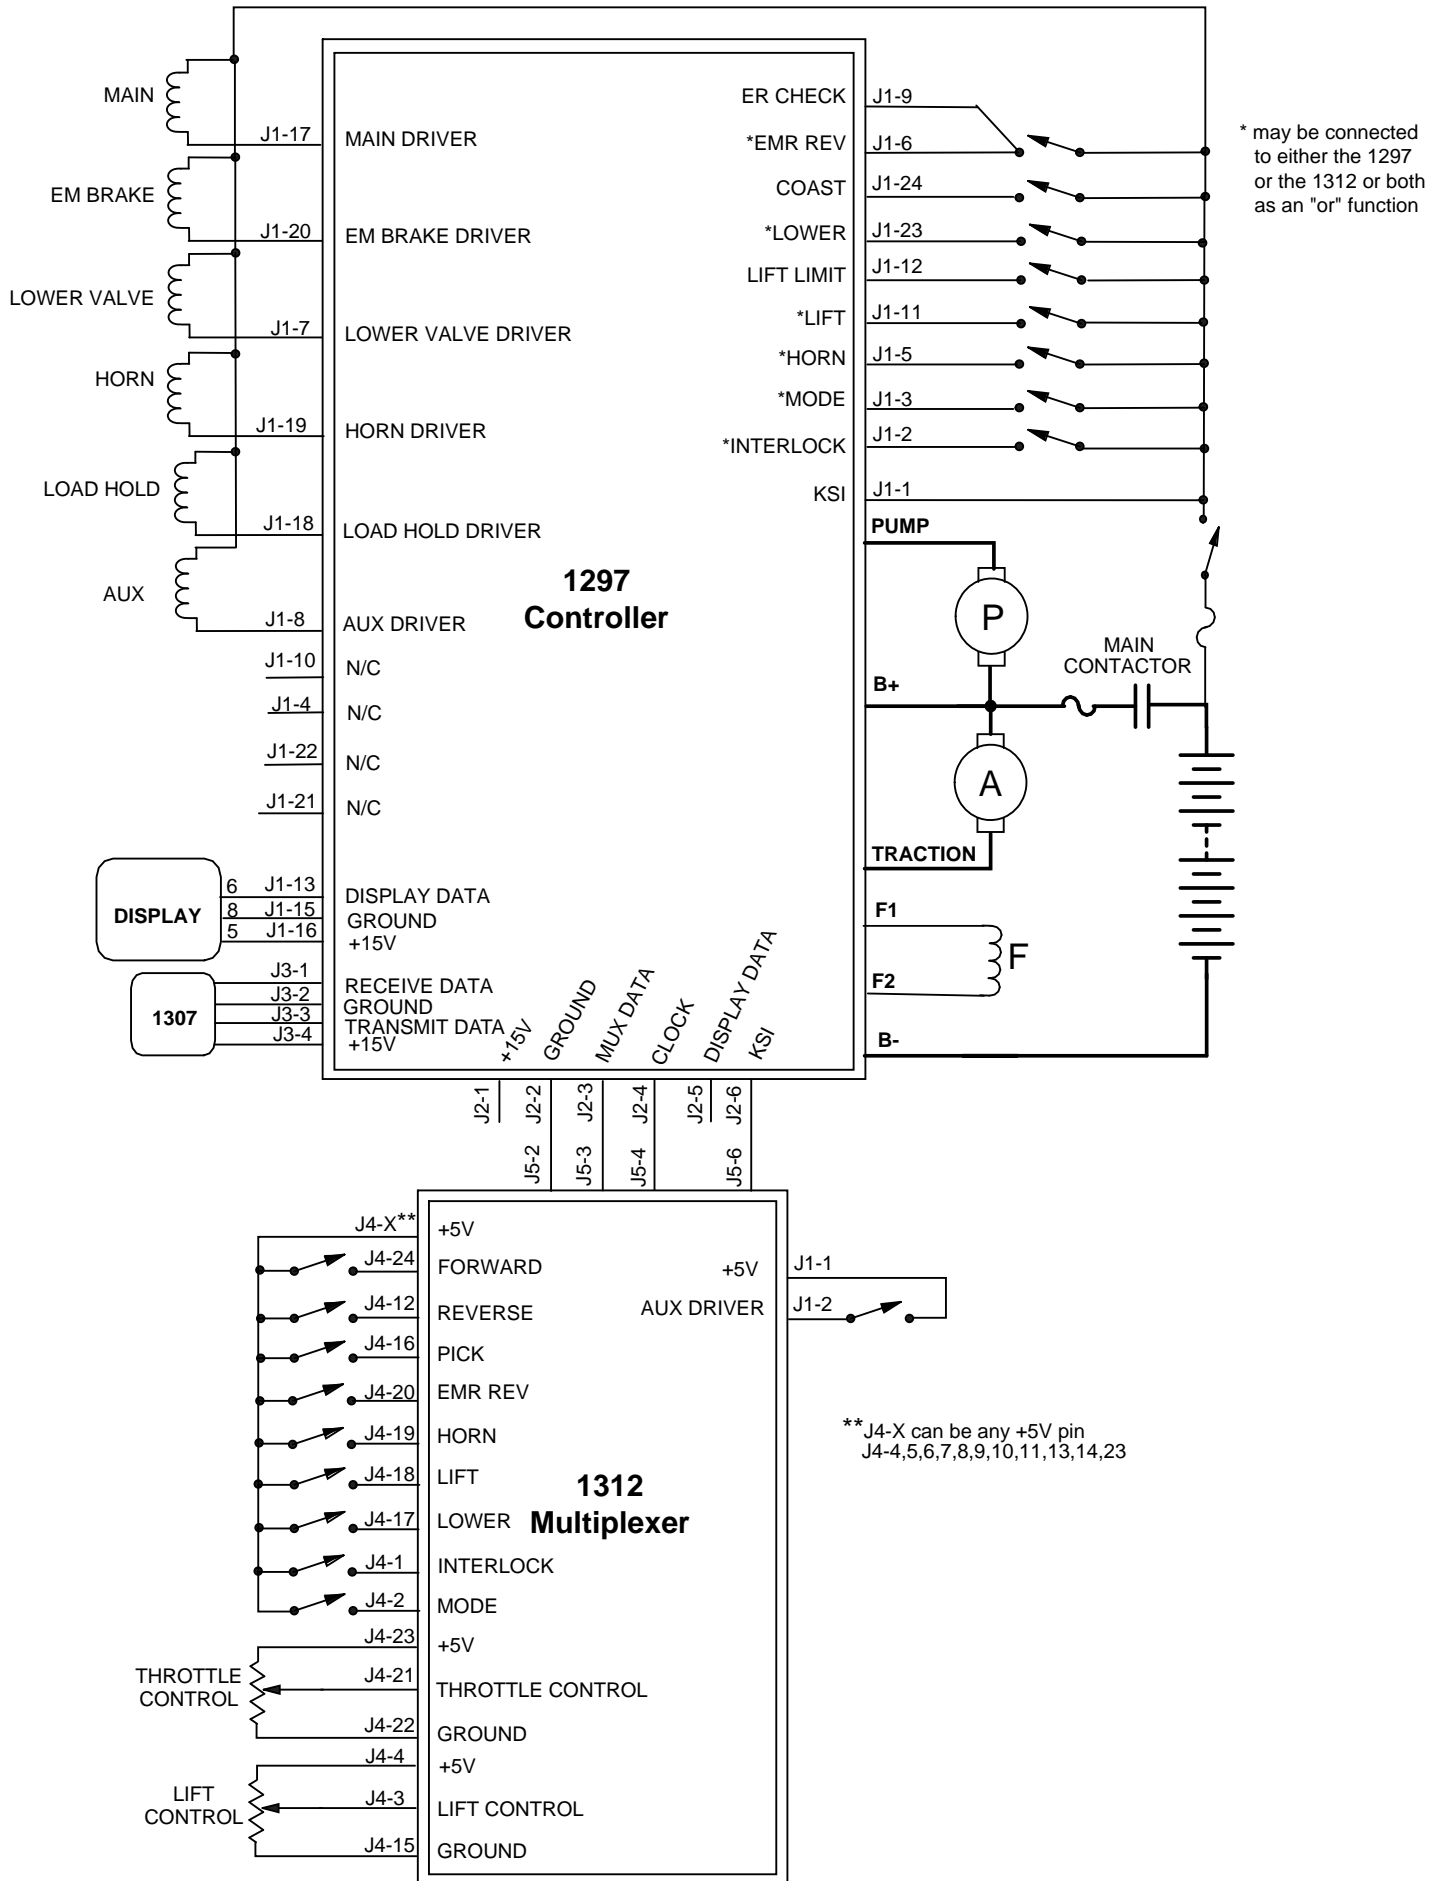 MAIN
J1-17
MAIN DRIVER
EM BRAKE
J1-20
EM BRAKE DRIVER
LOWER VALVE
J1-7
LOWER VALVE DRIVER
HORN
J1-19
HORN DRIVER
LOAD HOLD
J1-18
LOAD HOLD DRIVER
AUX
J1-8
AUX DRIVER
J1-10
N/C
J1-4
N/C
J1-22
N/C
J1-21
N/C
DISPLAY
6
J1-13
DISPLAY DATA
8
J1-15
GROUND
5
J1-16
+15V
1307
J3-1
RECEIVE DATA
J3-2
GROUND
J3-3
TRANSMIT DATA
J3-4
+15V
1297
Controller
ER CHECK
J1-9
*EMR REV
J1-6
COAST
J1-24
*LOWER
J1-23
LIFT LIMIT
J1-12
*LIFT
J1-11
*HORN
J1-5
*MODE
J1-3
*INTERLOCK
J1-2
KSI
J1-1
* may be connected
to either the 1297
or the 1312 or both
as an "or" function
PUMP
P
B+
MAIN
CONTACTOR
A
TRACTION
F1
F
F2
B-
+15V
GROUND
MUX DATA
CLOCK
DISPLAY DATA
KSI
J2-1
J2-2
J2-3
J2-4
J2-5
J2-6
J5-2
J5-3
J5-4
J5-6
J4-X**
+5V
J4-24
FORWARD
J4-12
REVERSE
J4-16
PICK
J4-20
EMR REV
J4-19
HORN
J4-18
LIFT
J4-17
LOWER
J4-1
INTERLOCK
J4-2
MODE
J4-23
+5V
THROTTLE
CONTROL
J4-21
THROTTLE CONTROL
J4-22
GROUND
J4-4
+5V
LIFT
CONTROL
J4-3
LIFT CONTROL
J4-15
GROUND
1312
Multiplexer
+5V
J1-1
AUX DRIVER
J1-2
**J4-X can be any +5V pin
J4-4,5,6,7,8,9,10,11,13,14,23